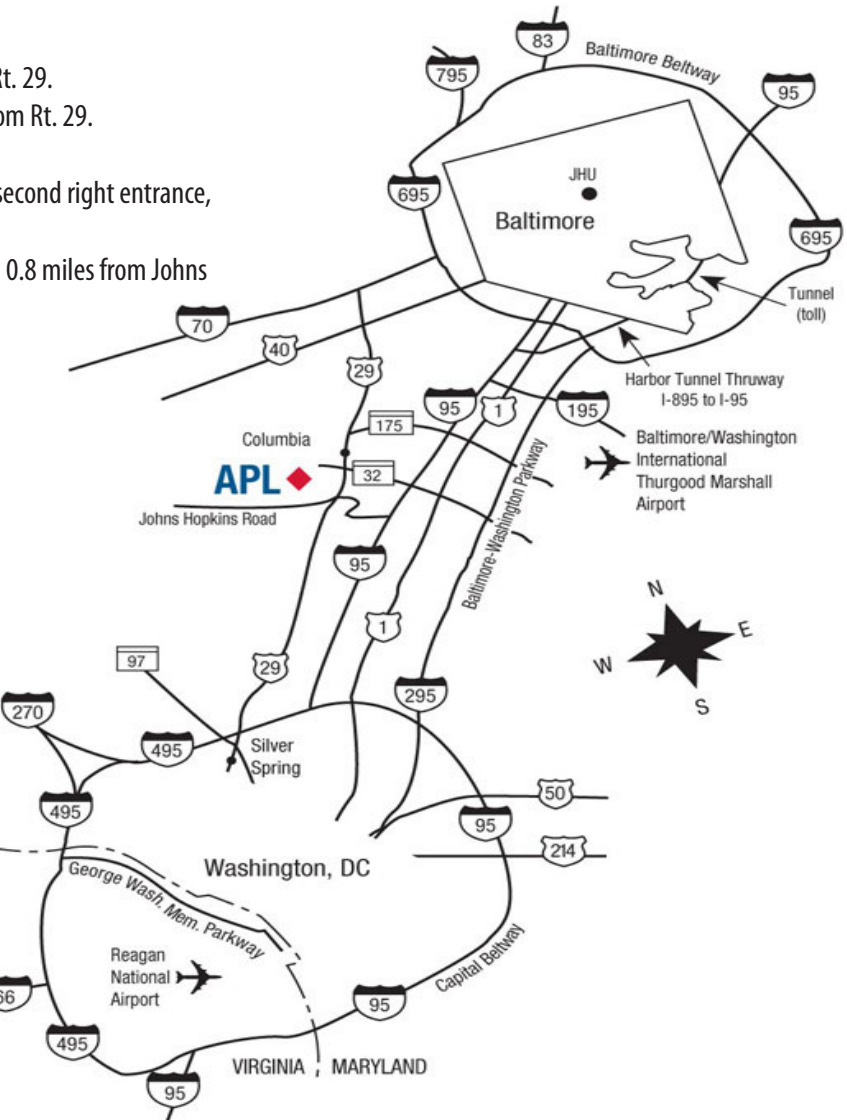 Rt. 29.
om Rt. 29.
second right entrance,
0.8 miles from Johns
83
Baltimore Beltway
795
95
JHU
695
Baltimore
695
Tunnel
(toll)
70
40
29
Harbor Tunnel Thruway
I-895 to I-95
95
1
195
175
Columbia
Baltimore/Washington
International
Thurgood Marshall
Airport
APL
32
Johns Hopkins Road
Baltimore-Washington Parkway
95
N
E
W
S
1
97
29
295
270
495
Silver
Spring
50
495
95
214
Washington, DC
George Wash. Mem. Parkway
Reagan
National
Airport
Capital Beltway
66
95
495
VIRGINIA
MARYLAND
95